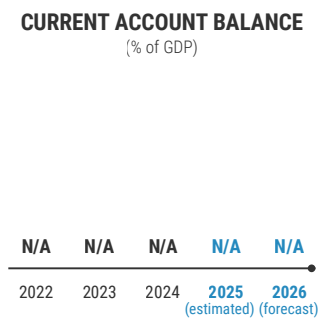 CURRENT ACCOUNT BALANCE
(% of GDP)
N/A N/A N/A N/A N/A
2022 2023 2024 2025 2026
(estimated) (forecast)